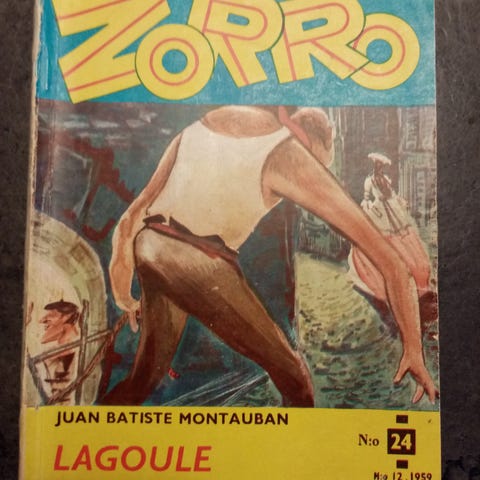 ZORRO
JUAN BATISTE MONTAUBAN
N:o 24
LAGOULE
N:o 12, 1959